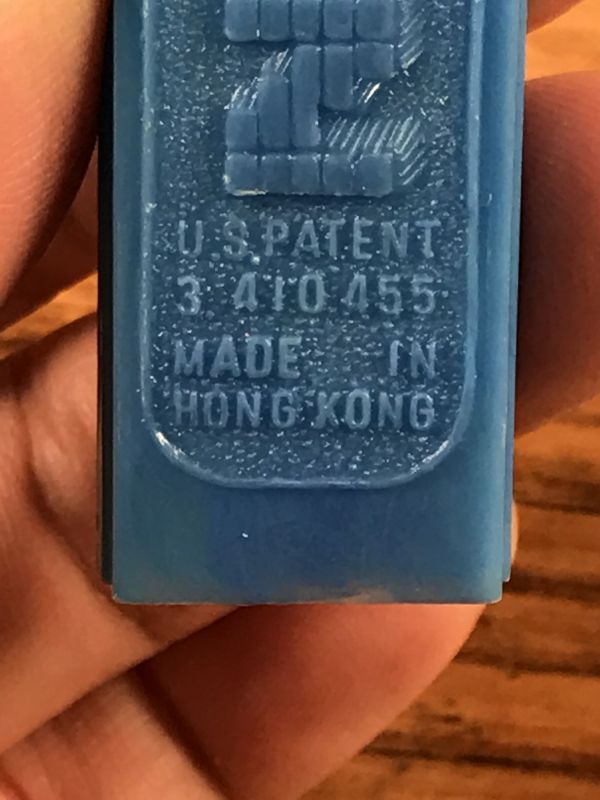 Z
U.S.PATENT
3 410 455
MADE IN
HONG KONG